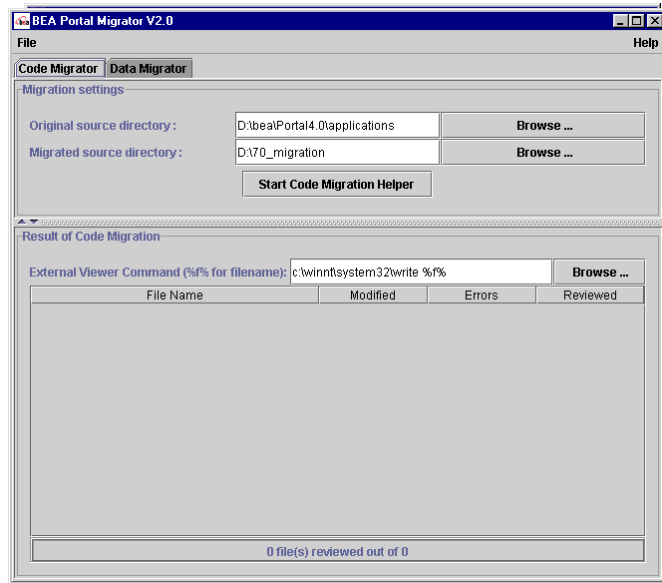 BEA Portal Migrator V2.0
File Help
Code Migrator Data Migrator
Migration settings
Original source directory : D:\bea\Portal4.0\applications Browse ...
Migrated source directory : D:\70_migration Browse ...
Start Code Migration Helper
Result of Code Migration
External Viewer Command (%f% for filename): c:\winnt\system32\write %f% Browse ...
File Name Modified Errors Reviewed
0 file(s) reviewed out of 0